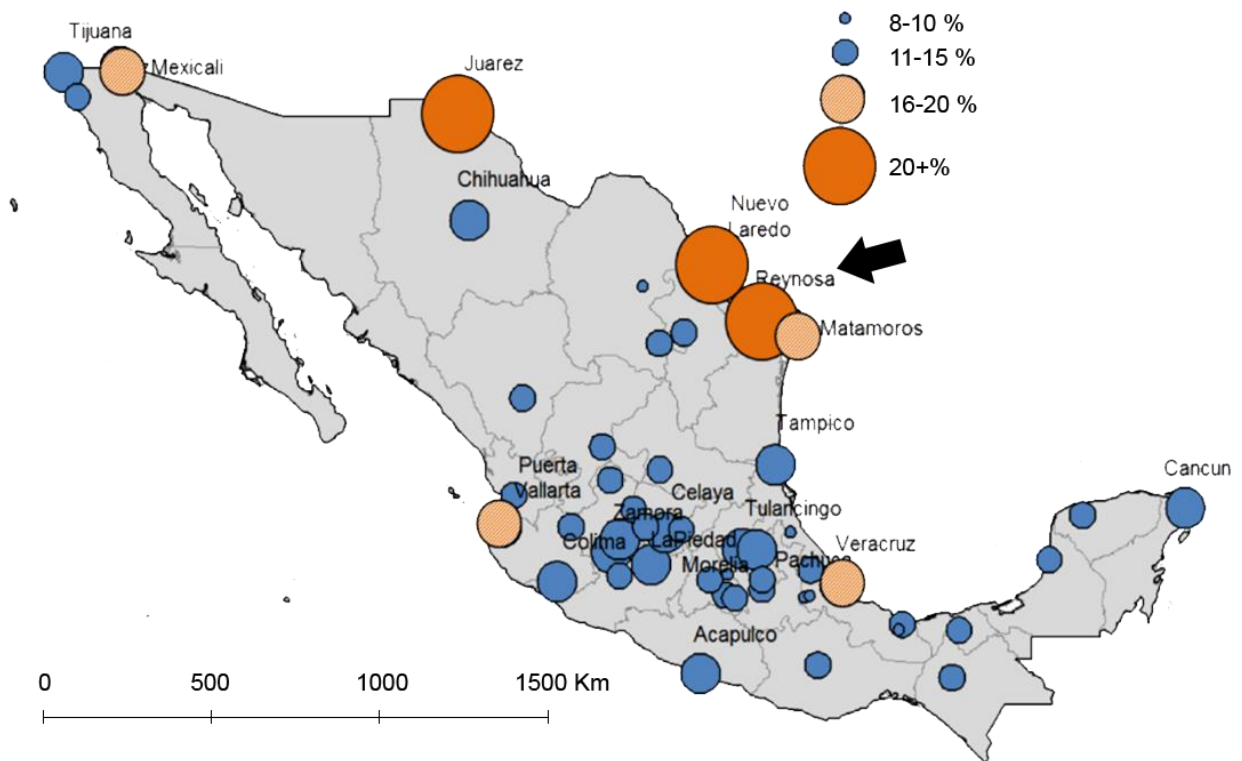 Tijuana
Mexicali
Juarez
8-10 %
11-15 %
16-20 %
20+%
Chihuahua
Nuevo
Laredo
Reynosa
Matamoros
Tampico
Cancun
Puerta
Vallarta
Celaya
Zamora
Tulancingo
Colima
LaPiedad
Veracruz
Morelia
Pachuca
Acapulco
0 500 1000 1500 Km